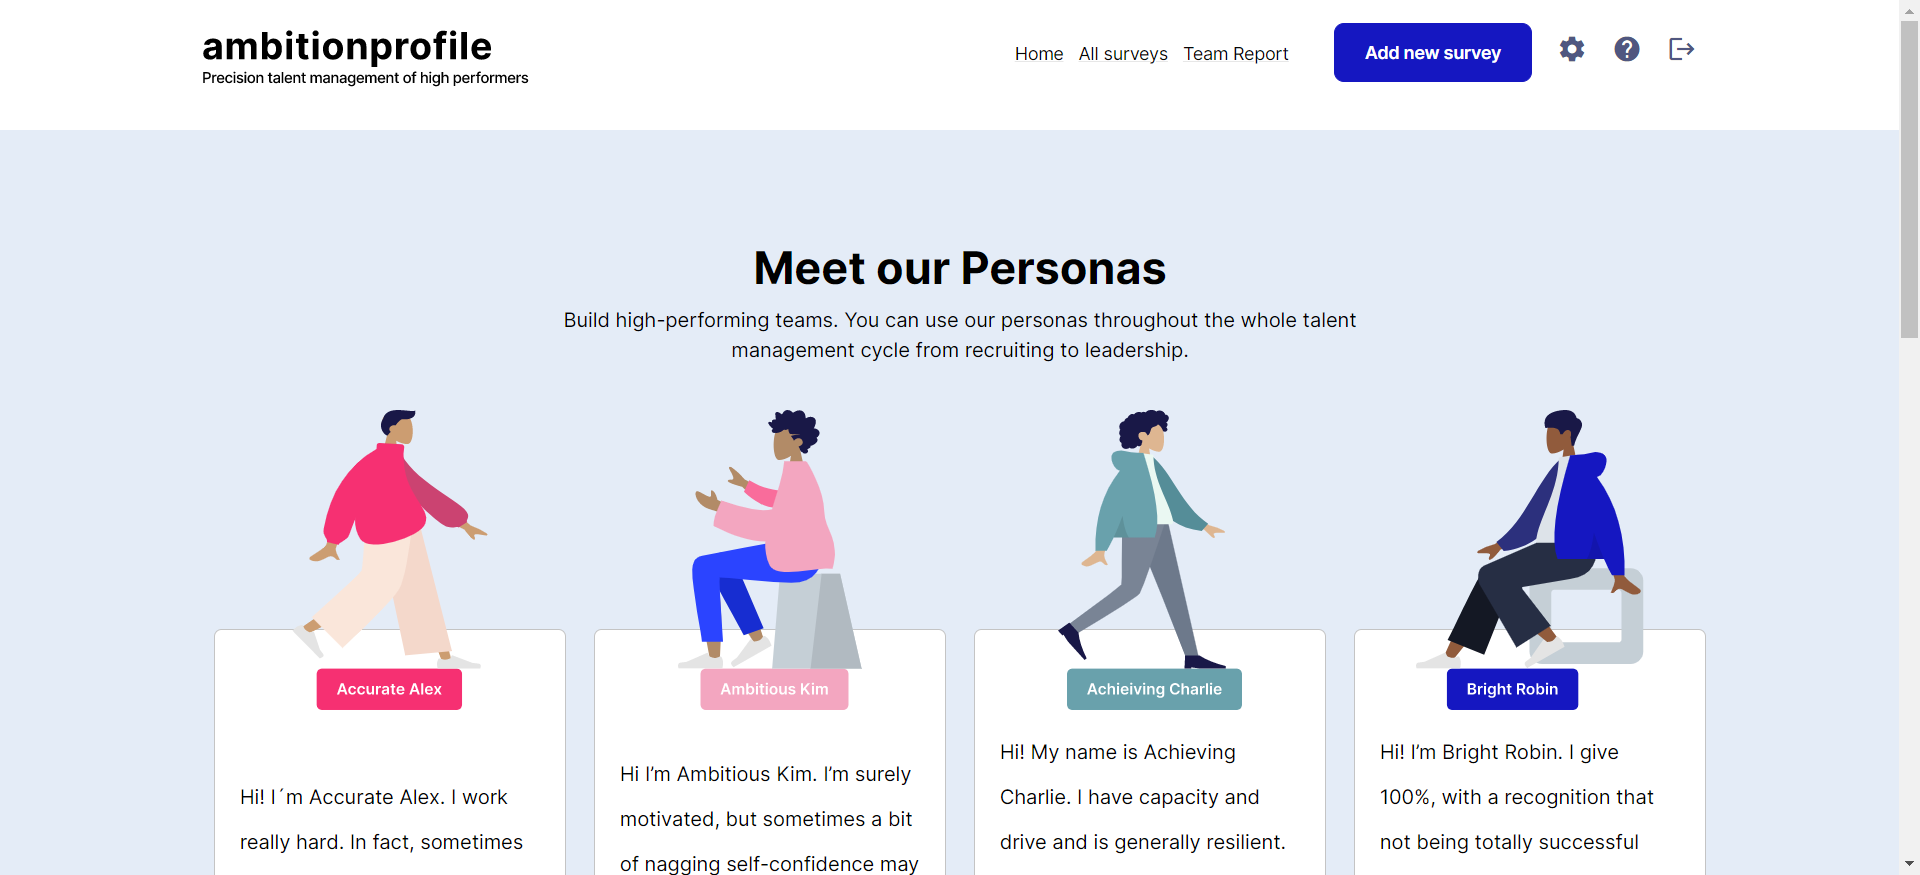 ambitionprofile
Precision talent management of high performers
Home All surveys Team Report Add new survey
Meet our Personas
Build high-performing teams. You can use our personas throughout the whole talent
management cycle from recruiting to leadership.
Accurate Alex
Hi! I´m Accurate Alex. I work
really hard. In fact, sometimes
Ambitious Kim
Hi I’m Ambitious Kim. I’m surely
motivated, but sometimes a bit
of nagging self-confidence may
Achieiving Charlie
Hi! My name is Achieving
Charlie. I have capacity and
drive and is generally resilient.
Bright Robin
Hi! I’m Bright Robin. I give
100%, with a recognition that
not being totally successful